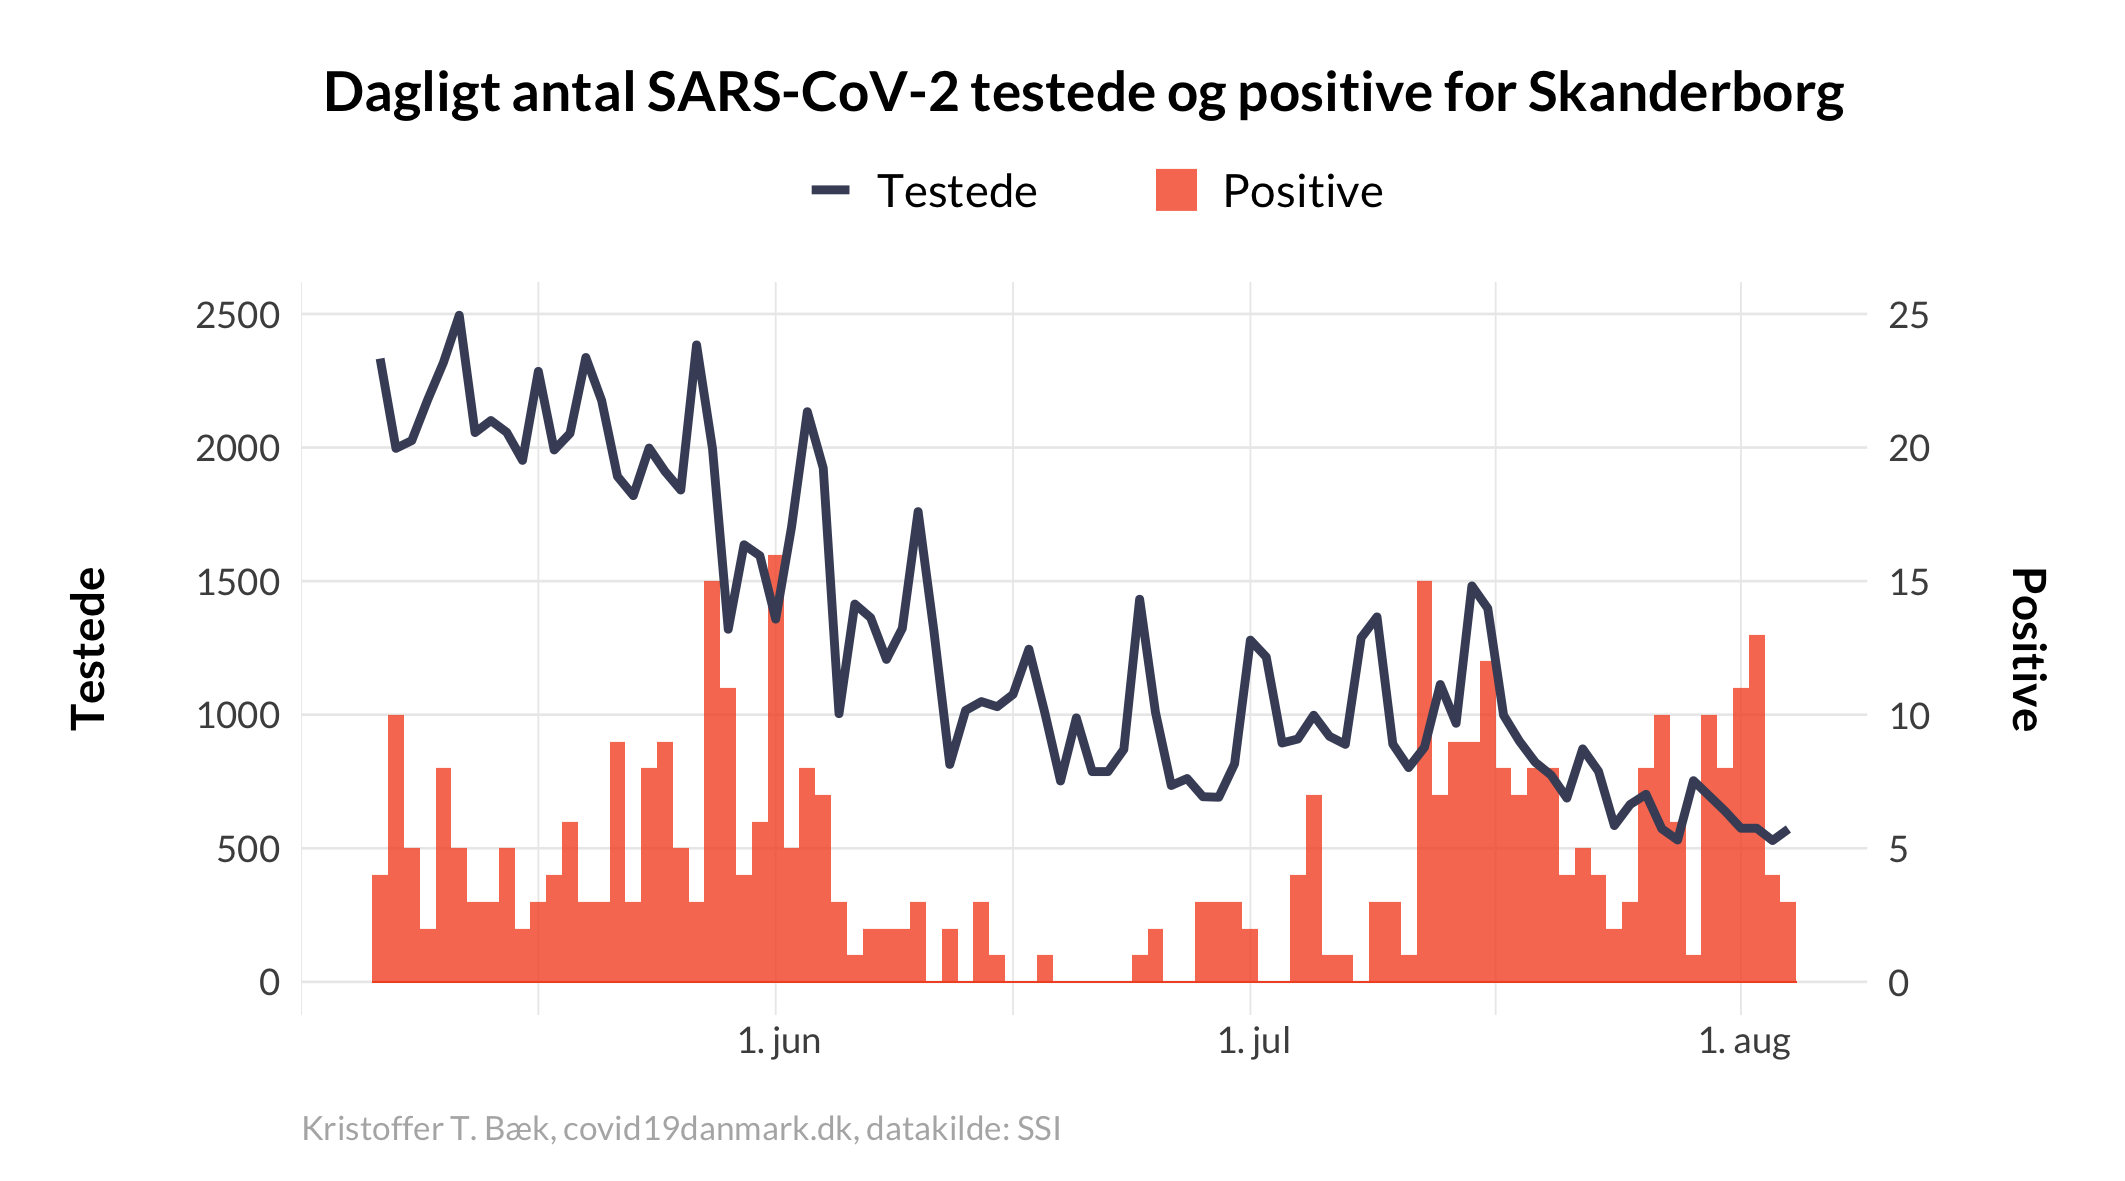 Dagligt antal SARS-CoV-2 testede og positive for Skanderborg
Testede
Positive
2500
2000
1500
1000
500
0
Testede
25
20
15
10
5
0
Positive
1. jun
1. jul
1. aug
Kristoffer T. Bæk, covid19danmark.dk, datakilde: SSI